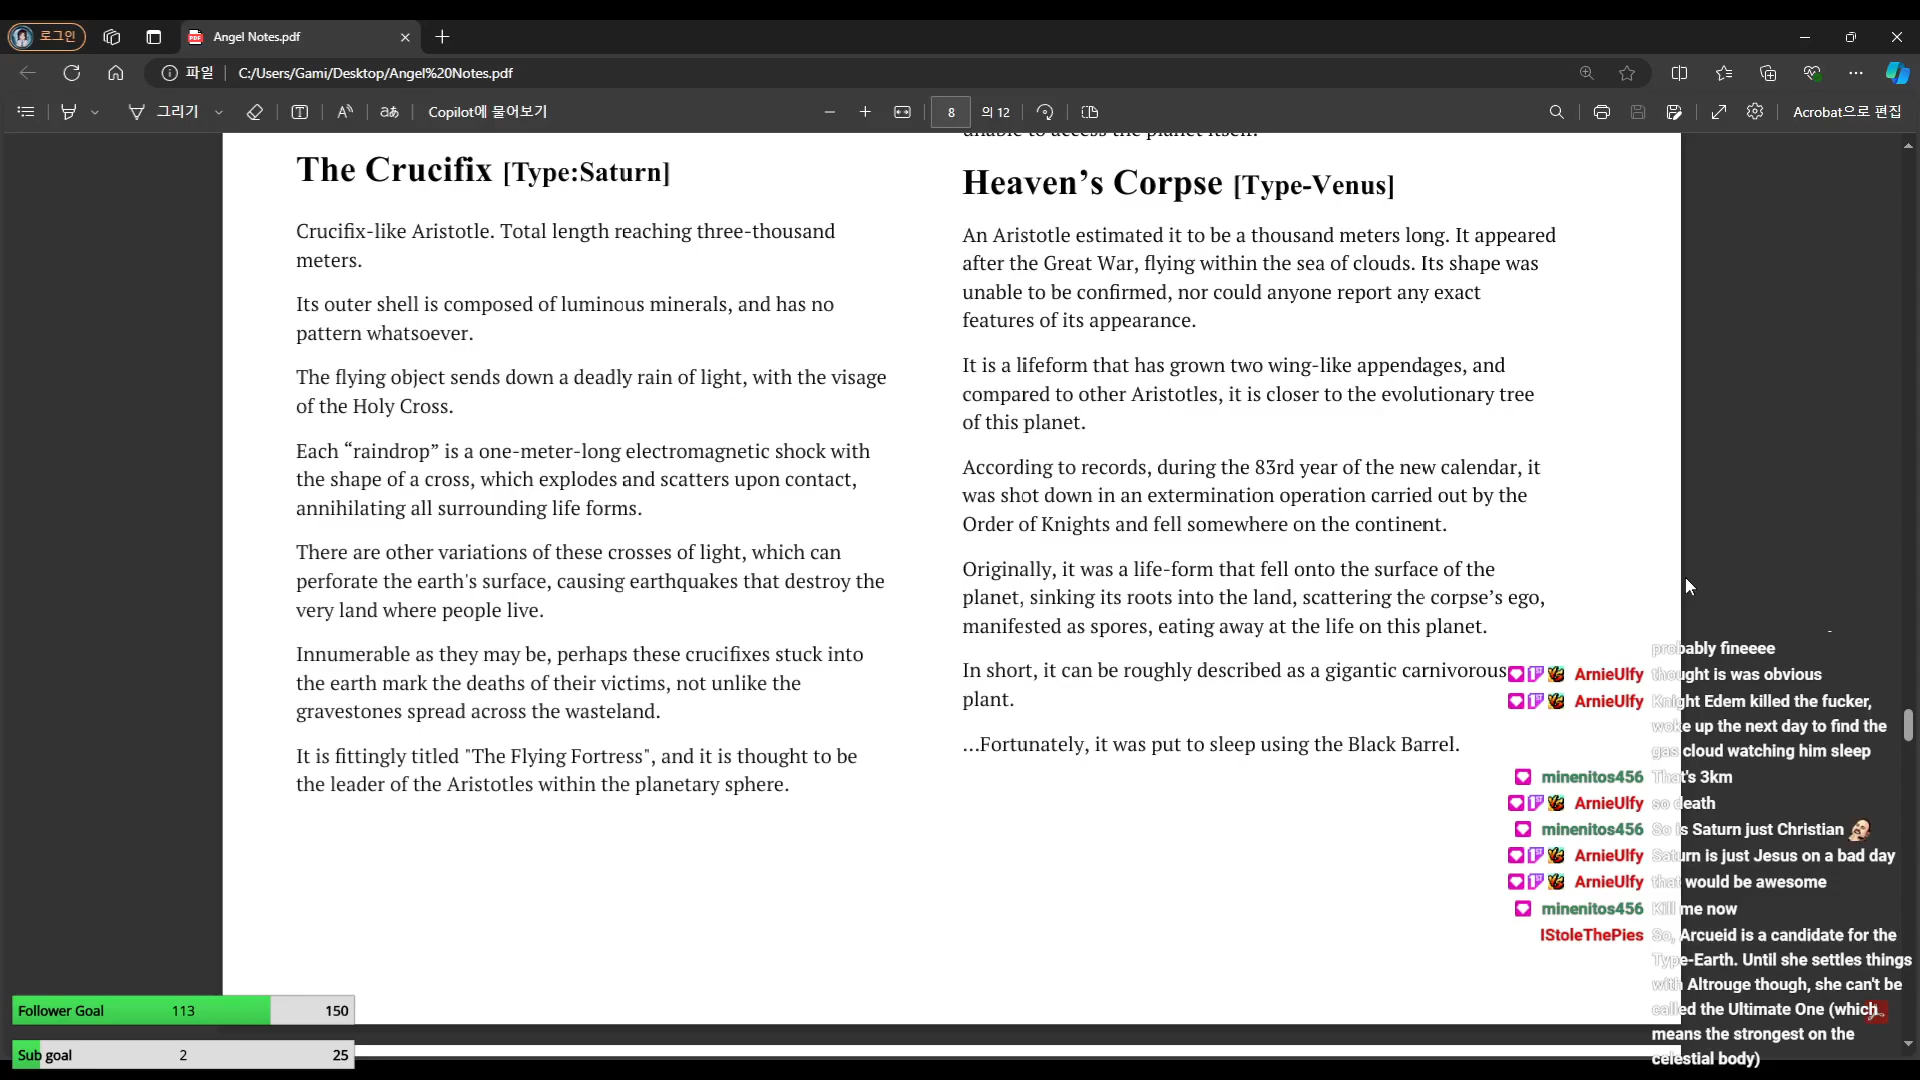 로그인
Angel Notes.pdf
파일
C:/Users/Gami/Desktop/Angel%20Notes.pdf
그리기
aあ
Copilot에 물어보기
8
의 12
Acrobat으로 편집
unable to access the planet itself.
The Crucifix [Type:Saturn]
Crucifix-like Aristotle. Total length reaching three-thousand
meters.
Its outer shell is composed of luminous minerals, and has no
pattern whatsoever.
The flying object sends down a deadly rain of light, with the visage
of the Holy Cross.
Each “raindrop” is a one-meter-long electromagnetic shock with
the shape of a cross, which explodes and scatters upon contact,
annihilating all surrounding life forms.
There are other variations of these crosses of light, which can
perforate the earth's surface, causing earthquakes that destroy the
very land where people live.
Innumerable as they may be, perhaps these crucifixes stuck into
the earth mark the deaths of their victims, not unlike the
gravestones spread across the wasteland.
It is fittingly titled "The Flying Fortress", and it is thought to be
the leader of the Aristotles within the planetary sphere.
Heaven’s Corpse [Type-Venus]
An Aristotle estimated it to be a thousand meters long. It appeared
after the Great War, flying within the sea of clouds. Its shape was
unable to be confirmed, nor could anyone report any exact
features of its appearance.
It is a lifeform that has grown two wing-like appendages, and
compared to other Aristotles, it is closer to the evolutionary tree
of this planet.
According to records, during the 83rd year of the new calendar, it
was shot down in an extermination operation carried out by the
Order of Knights and fell somewhere on the continent.
Originally, it was a life-form that fell onto the surface of the
planet, sinking its roots into the land, scattering the corpse’s ego,
manifested as spores, eating away at the life on this planet.
In short, it can be roughly described as a gigantic carnivorous
plant.
…Fortunately, it was put to sleep using the Black Barrel.
probably fineeee
ArnieUlfy thought is was obvious
ArnieUlfy Knight Edem killed the fucker,
woke up the next day to find the
gas cloud watching him sleep
minenitos456 That's 3km
ArnieUlfy so death
minenitos456 So is Saturn just Christian
ArnieUlfy Saturn is just Jesus on a bad day
ArnieUlfy that would be awesome
minenitos456 Kill me now
IStoleThePies So, Arcueid is a candidate for the
Type-Earth. Until she settles things
with Altrouge though, she can't be
called the Ultimate One (which
means the strongest on the
celestial body)
Follower Goal 113 150
Sub goal 2 25